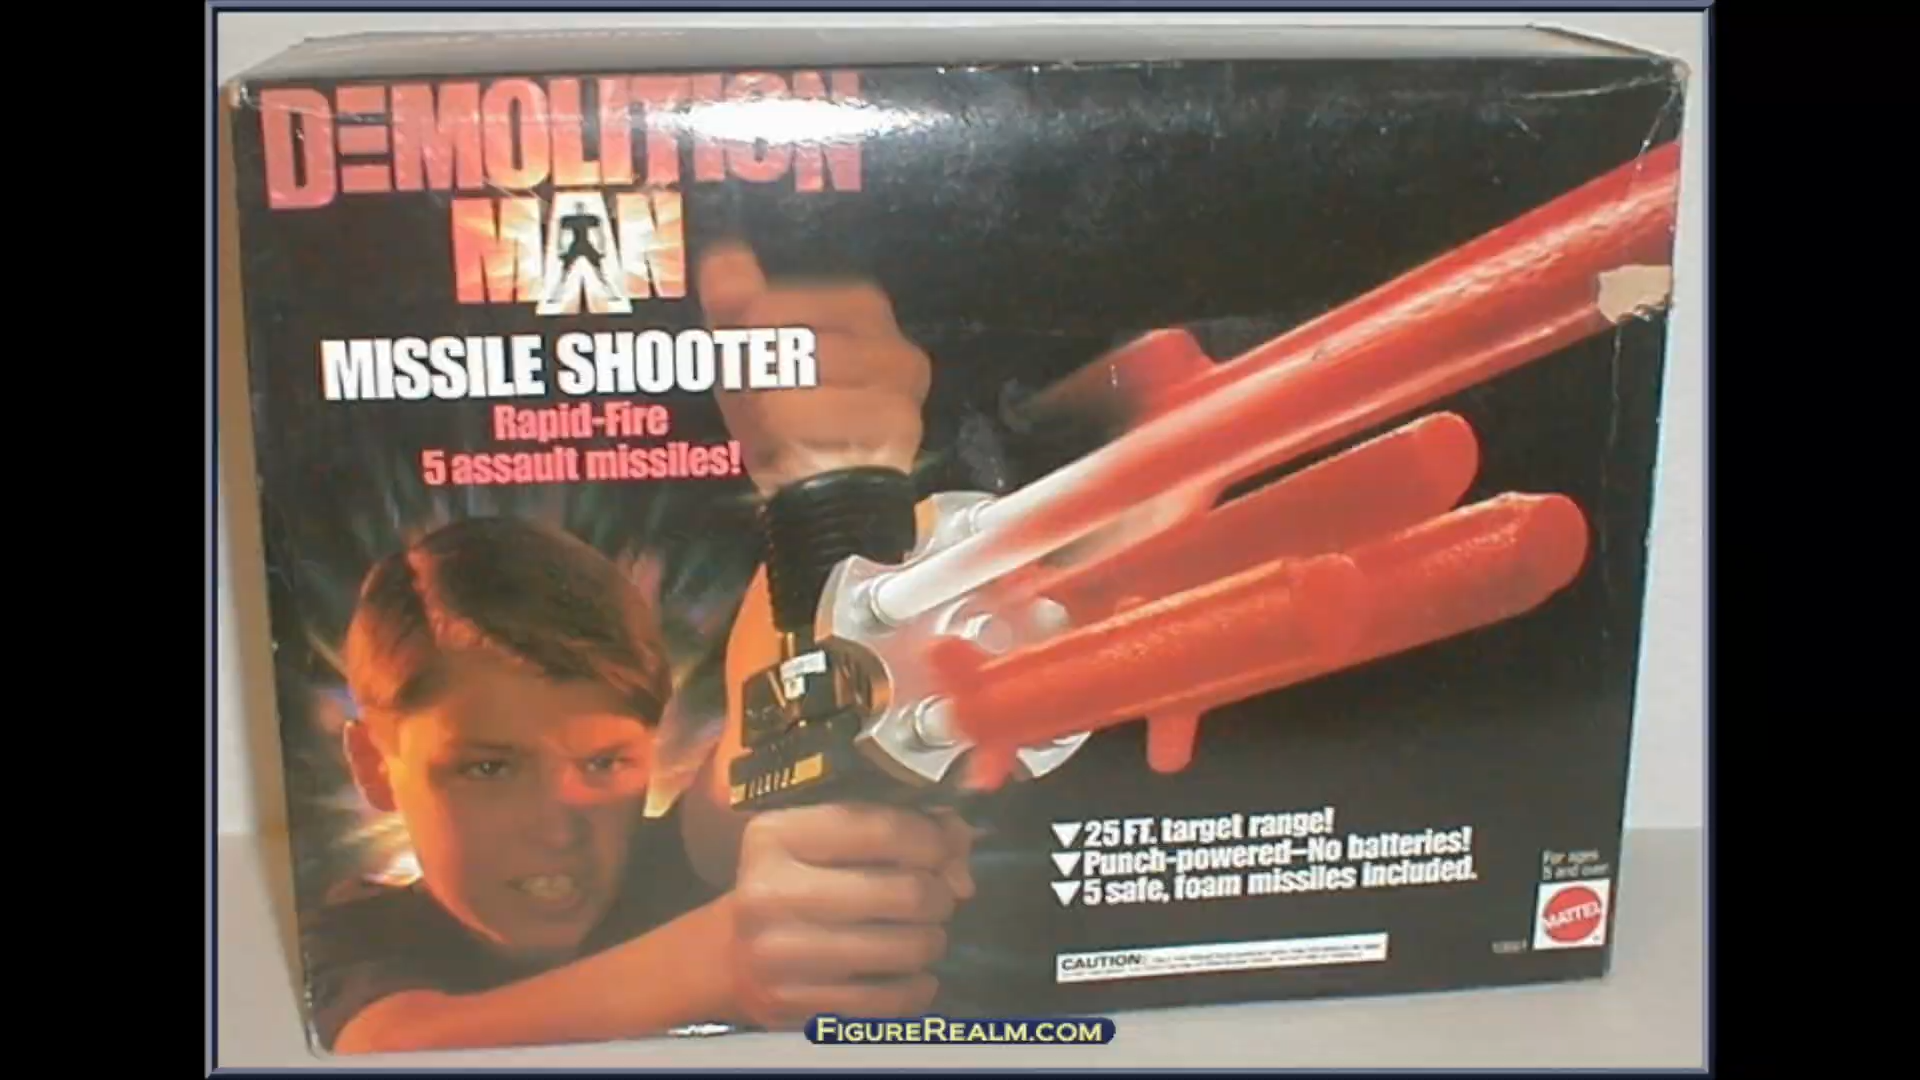 DEMOLITION
MAN
MISSILE SHOOTER
Rapid-Fire
5 assault missiles!
▼25 FT. target range!
▼Punch-powered–No batteries!
▼5 safe, foam missiles included.
For ages
5 and over
MATTEL
CAUTION:
FIGUREREALM.COM